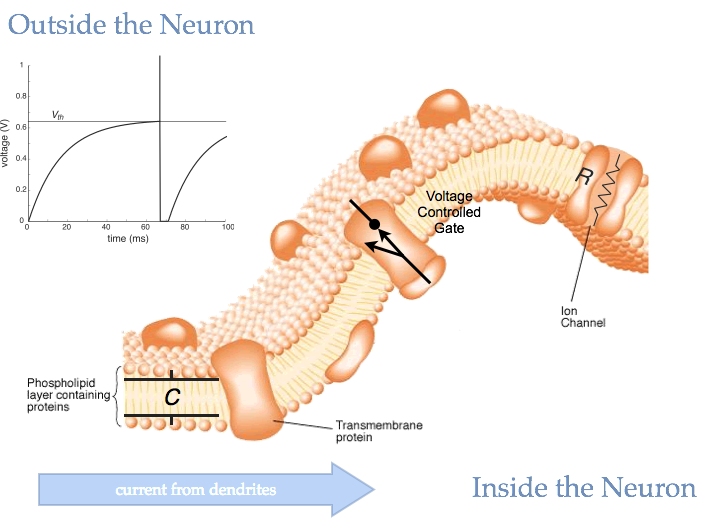 Outside the Neuron
1
0.8
0.6
0.4
0.2
0
voltage (V)
Vth
0
20
40
60
80
100
time (ms)
Voltage
Controlled
Gate
R
Ion
Channel
Phospholipid
layer containing
proteins
C
Transmembrane
protein
current from dendrites
Inside the Neuron